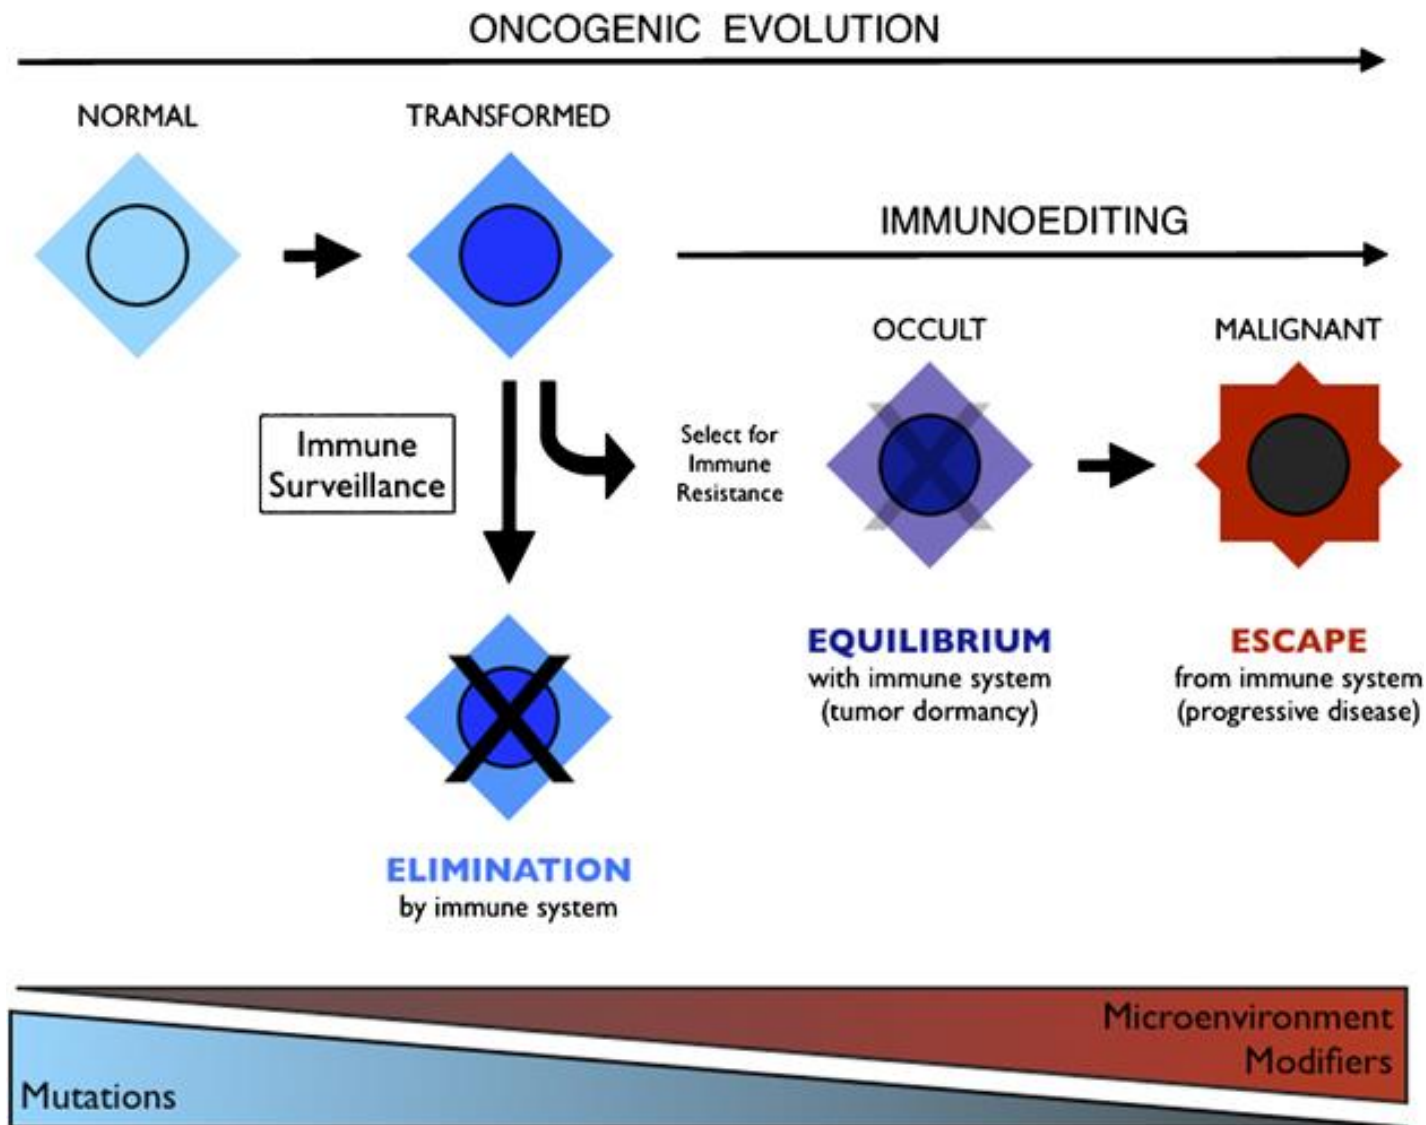 ONCOGENIC EVOLUTION
NORMAL
TRANSFORMED
IMMUNOEDITING
OCCULT
MALIGNANT
Immune
Surveillance
Select for
Immune
Resistance
EQUILIBRIUM
with immune system
(tumor dormancy)
ESCAPE
from immune system
(progressive disease)
ELIMINATION
by immune system
Microenvironment
Modifiers
Mutations